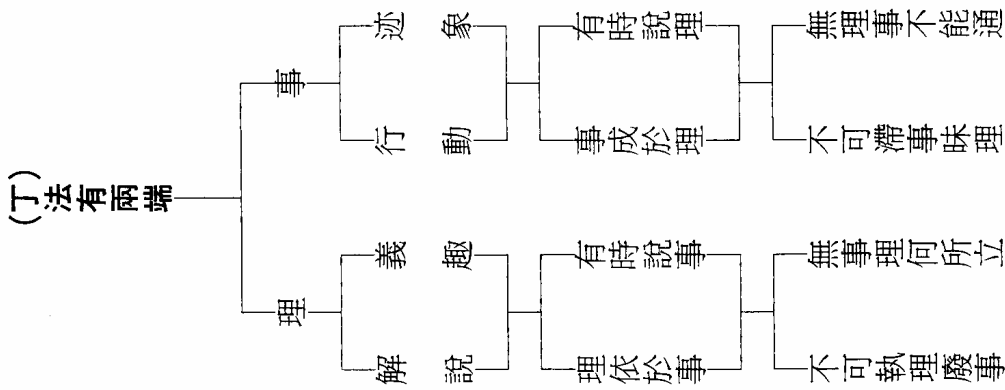 (丁)法有兩端
事
迹象
行動
有時說理
事成於理
無理事不能通
不可滯事昧理
理
義趣
解說
有時說事
理依於事
無事理何所立
不可執理廢事